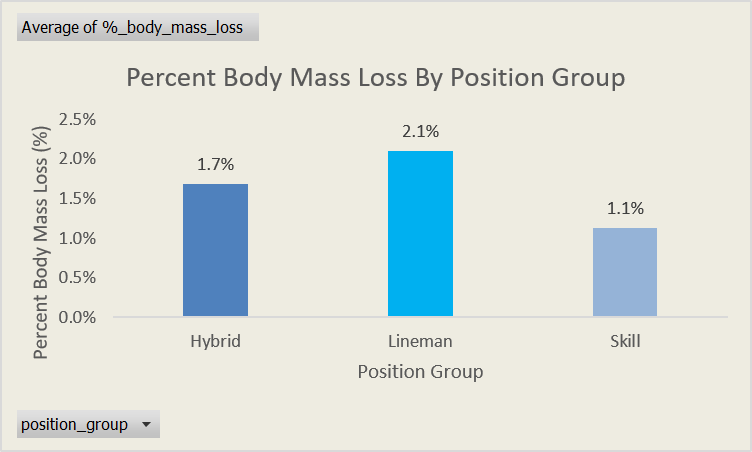 Average of %_body_mass_loss
Percent Body Mass Loss By Position Group
Percent Body Mass Loss (%)
2.5%
2.0%
1.5%
1.0%
0.5%
0.0%
1.7%
2.1%
1.1%
Hybrid
Lineman
Skill
Position Group
position_group